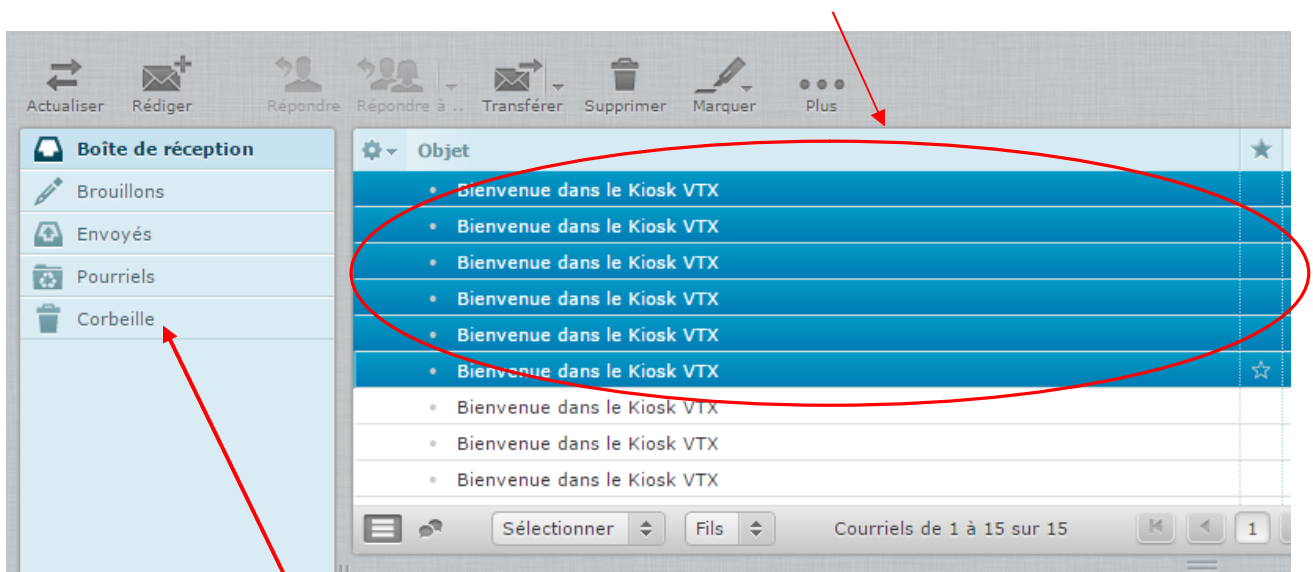 Actualiser Rédiger Répondre Répondre à .. Transférer Supprimer Marquer Plus
Boîte de réception
Brouillons
Envoyés
Pourriels
Corbeille
Objet
Bienvenue dans le Kiosk VTX
Bienvenue dans le Kiosk VTX
Bienvenue dans le Kiosk VTX
Bienvenue dans le Kiosk VTX
Bienvenue dans le Kiosk VTX
Bienvenue dans le Kiosk VTX
Bienvenue dans le Kiosk VTX
Bienvenue dans le Kiosk VTX
Bienvenue dans le Kiosk VTX
Sélectionner Fils Courriels de 1 à 15 sur 15 1